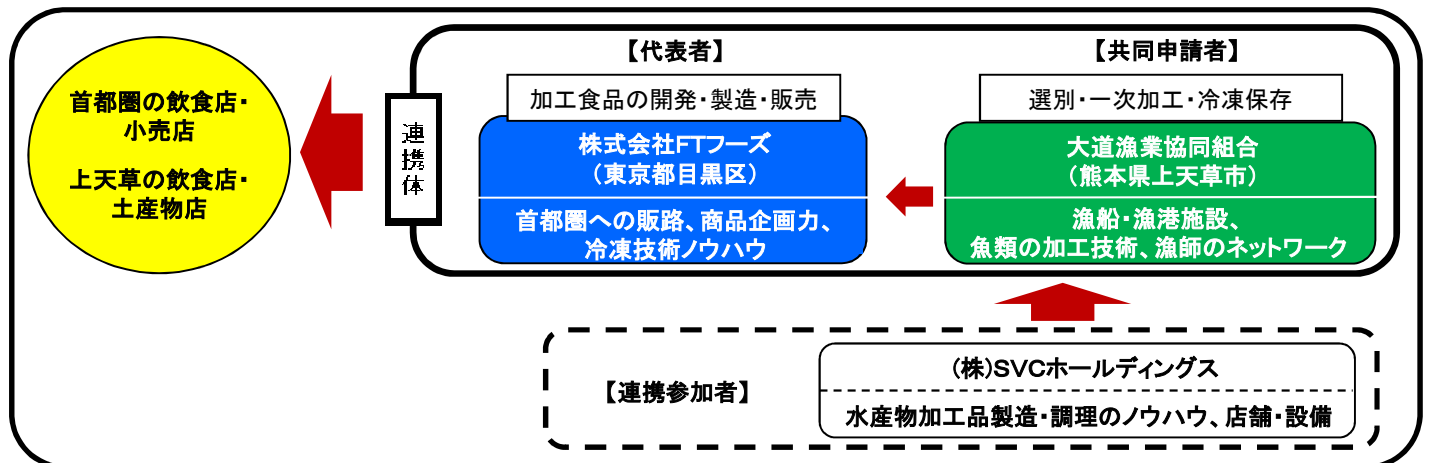 首都圏の飲食店・
小売店
上天草の飲食店・
土産物店
連
携
体
【代表者】
加工食品の開発・製造・販売
株式会社FTフーズ
（東京都目黒区）
首都圏への販路、商品企画力、
冷凍技術ノウハウ
【共同申請者】
選別・一次加工・冷凍保存
大道漁業協同組合
（熊本県上天草市）
漁船・漁港施設、
魚類の加工技術、漁師のネットワーク
【連携参加者】
（株）SVCホールディングス
水産物加工品製造・調理のノウハウ、店舗・設備